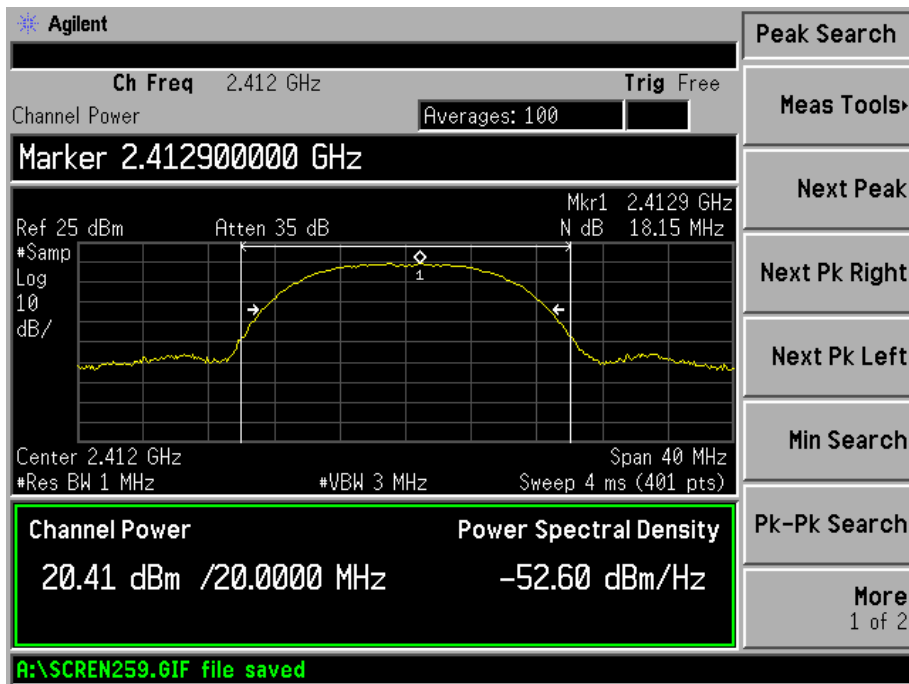 Agilent
Peak Search
Ch Freq 2.412 GHz Trig Free
Channel Power Averages: 100
Meas Tools
Marker 2.412900000 GHz
Mkr1 2.4129 GHz
Ref 25 dBm Atten 35 dB N dB 18.15 MHz
#Samp
Log
10
dB/
1
Center 2.412 GHz Span 40 MHz
#Res BW 1 MHz #VBW 3 MHz Sweep 4 ms (401 pts)
Channel Power Power Spectral Density
20.41 dBm /20.0000 MHz -52.60 dBm/Hz
Next Peak
Next Pk Right
Next Pk Left
Min Search
Pk-Pk Search
More
1 of 2
A:\SCREN259.GIF file saved